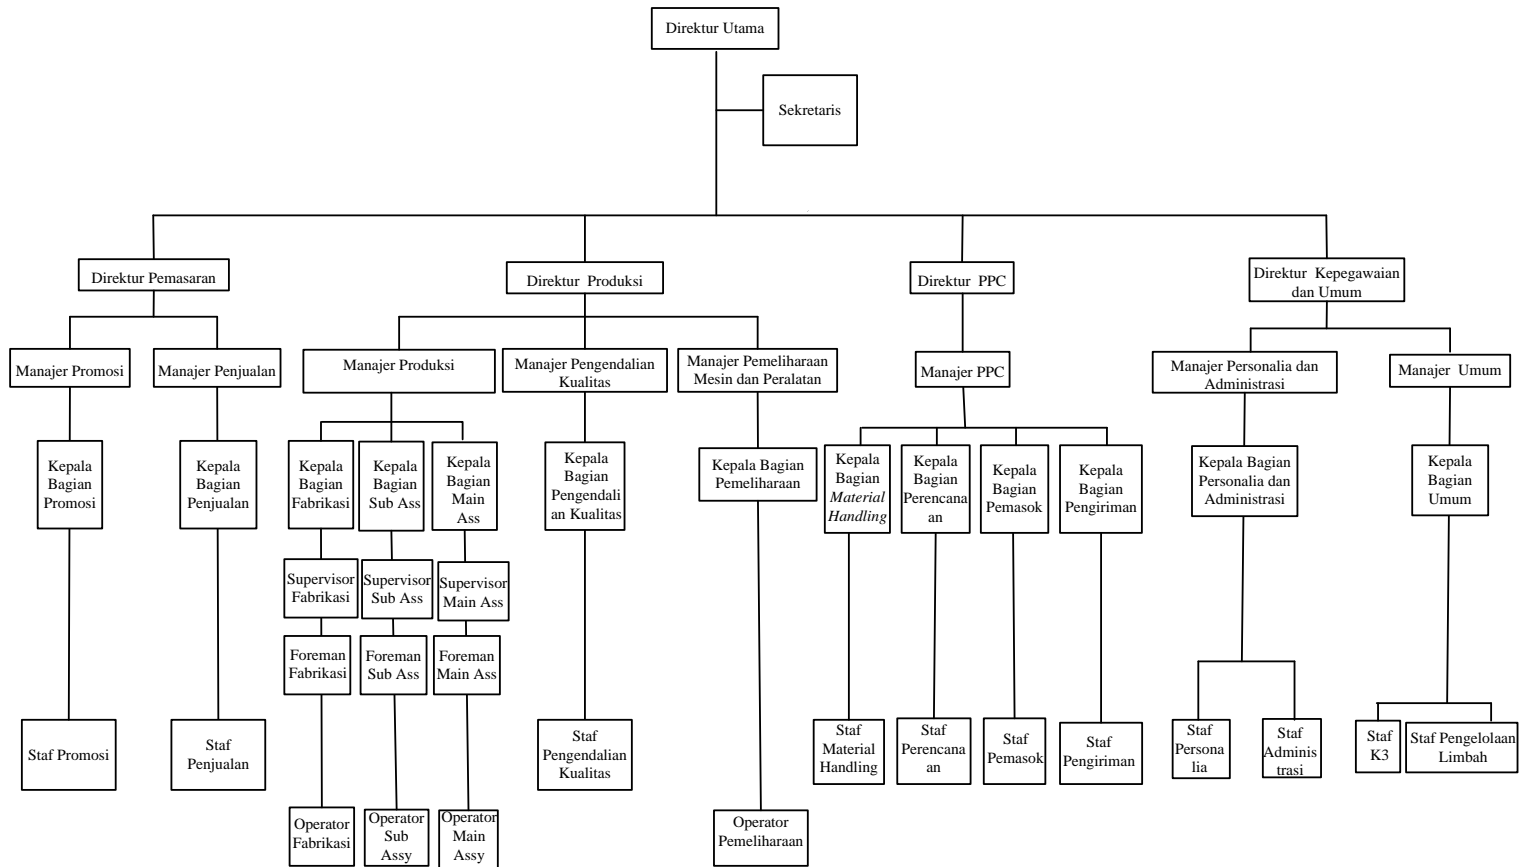 Direktur Utama
Sekretaris
Direktur Pemasaran
Direktur Produksi
Direktur PPC
Direktur Kepegawaian
dan Umum
Manajer Promosi
Manajer Penjualan
Manajer Produksi
Manajer Pengendalian
Kualitas
Manajer Pemeliharaan
Mesin dan Peralatan
Manajer PPC
Manajer Personalia dan
Administrasi
Manajer Umum
Kepala
Bagian
Promosi
Kepala
Bagian
Penjualan
Kepala
Bagian
Fabrikasi
Kepala
Bagian
Sub Ass
Kepala
Bagian
Main
Ass
Kepala
Bagian
Pengendali
an Kualitas
Kepala Bagian
Pemeliharaan
Kepala
Bagian
Material
Handling
Kepala
Bagian
Perencana
an
Kepala
Bagian
Pemasok
Kepala
Bagian
Pengiriman
Kepala Bagian
Personalia dan
Administrasi
Kepala
Bagian
Umum
Supervisor
Fabrikasi
Supervisor
Sub Ass
Supervisor
Main Ass
Foreman
Fabrikasi
Foreman
Sub Ass
Foreman
Main Ass
Staf Promosi
Staf
Penjualan
Staf
Pengendalian
Kualitas
Staf
Material
Handling
Staf
Perencana
an
Staf
Pemasok
Staf
Pengiriman
Staf
Persona
lia
Staf
Adminis
trasi
Staf
K3
Staf Pengelolaan
Limbah
Operator
Fabrikasi
Operator
Sub
Assy
Operator
Main
Assy
Operator
Pemeliharaan